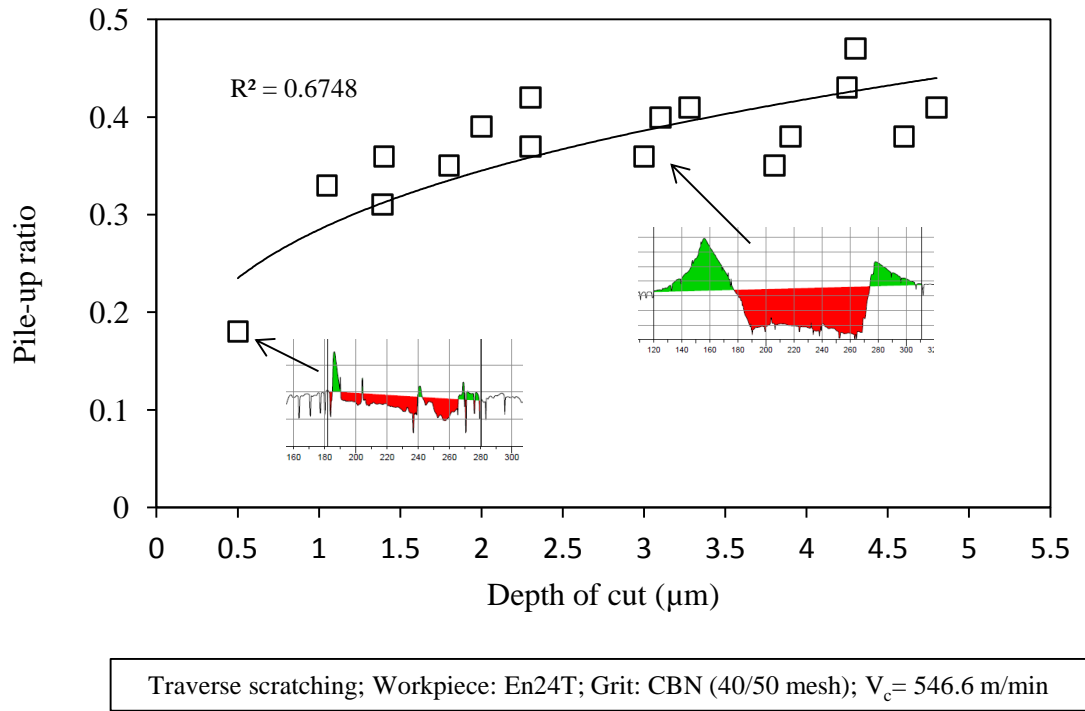 0.5
0.4
0.3
0.2
0.1
0
Pile-up ratio
R² = 0.6748
160 180 200 220 240 260 280 300
120 140 160 180 200 220 240 260 280 300
0 0.5 1 1.5 2 2.5 3 3.5 4 4.5 5 5.5
Depth of cut (µm)
Traverse scratching; Workpiece: En24T; Grit: CBN (40/50 mesh); Vc= 546.6 m/min